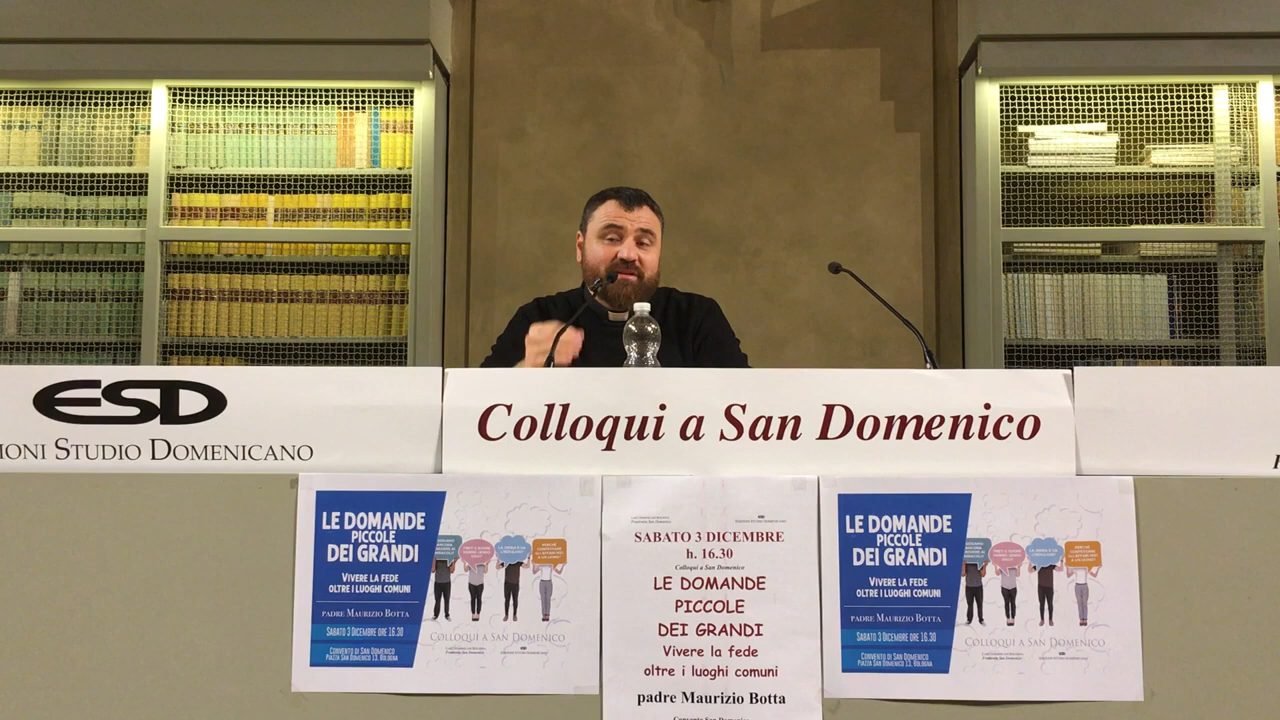 ESD
IONI STUDIO DOMENICANO
Colloqui a San Domenico
LE DOMANDE
PICCOLE
DEI GRANDI
VIVERE LA FEDE
OLTRE I LUOGHI COMUNI
PADRE MAURIZIO BOTTA
SABATO 3 DICEMBRE ORE 16.30
CONVENTO DI SAN DOMENICO
PIAZZA SAN DOMENICO 13, BOLOGNA
COLLOQUI A SAN DOMENICO
SABATO 3 DICEMBRE
h. 16.30
Colloqui a San Domenico
LE DOMANDE
PICCOLE
DEI GRANDI
Vivere la fede
oltre i luoghi comuni
padre Maurizio Botta
LE DOMANDE
PICCOLE
DEI GRANDI
VIVERE LA FEDE
OLTRE I LUOGHI COMUNI
PADRE MAURIZIO BOTTA
SABATO 3 DICEMBRE ORE 16.30
CONVENTO DI SAN DOMENICO
PIAZZA SAN DOMENICO 13, BOLOGNA
COLLOQUI A SAN DOMENICO